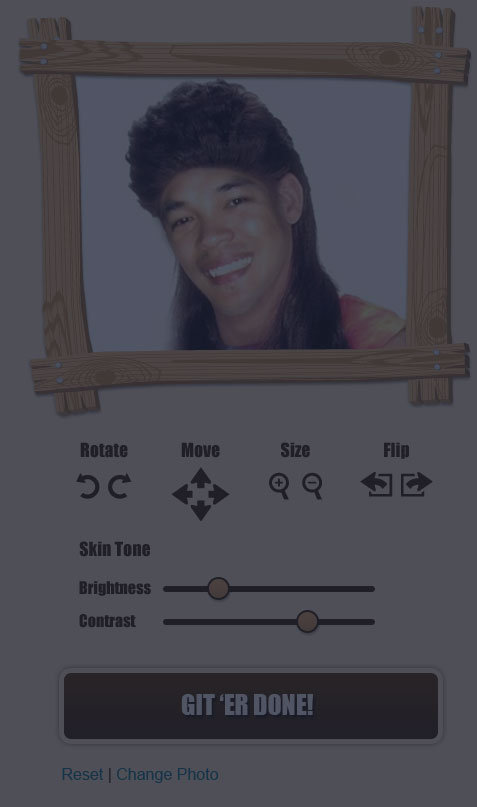 Rotate Move Size Flip
Skin Tone
Brightness
Contrast
GIT ‘ER DONE!
Reset | Change Photo